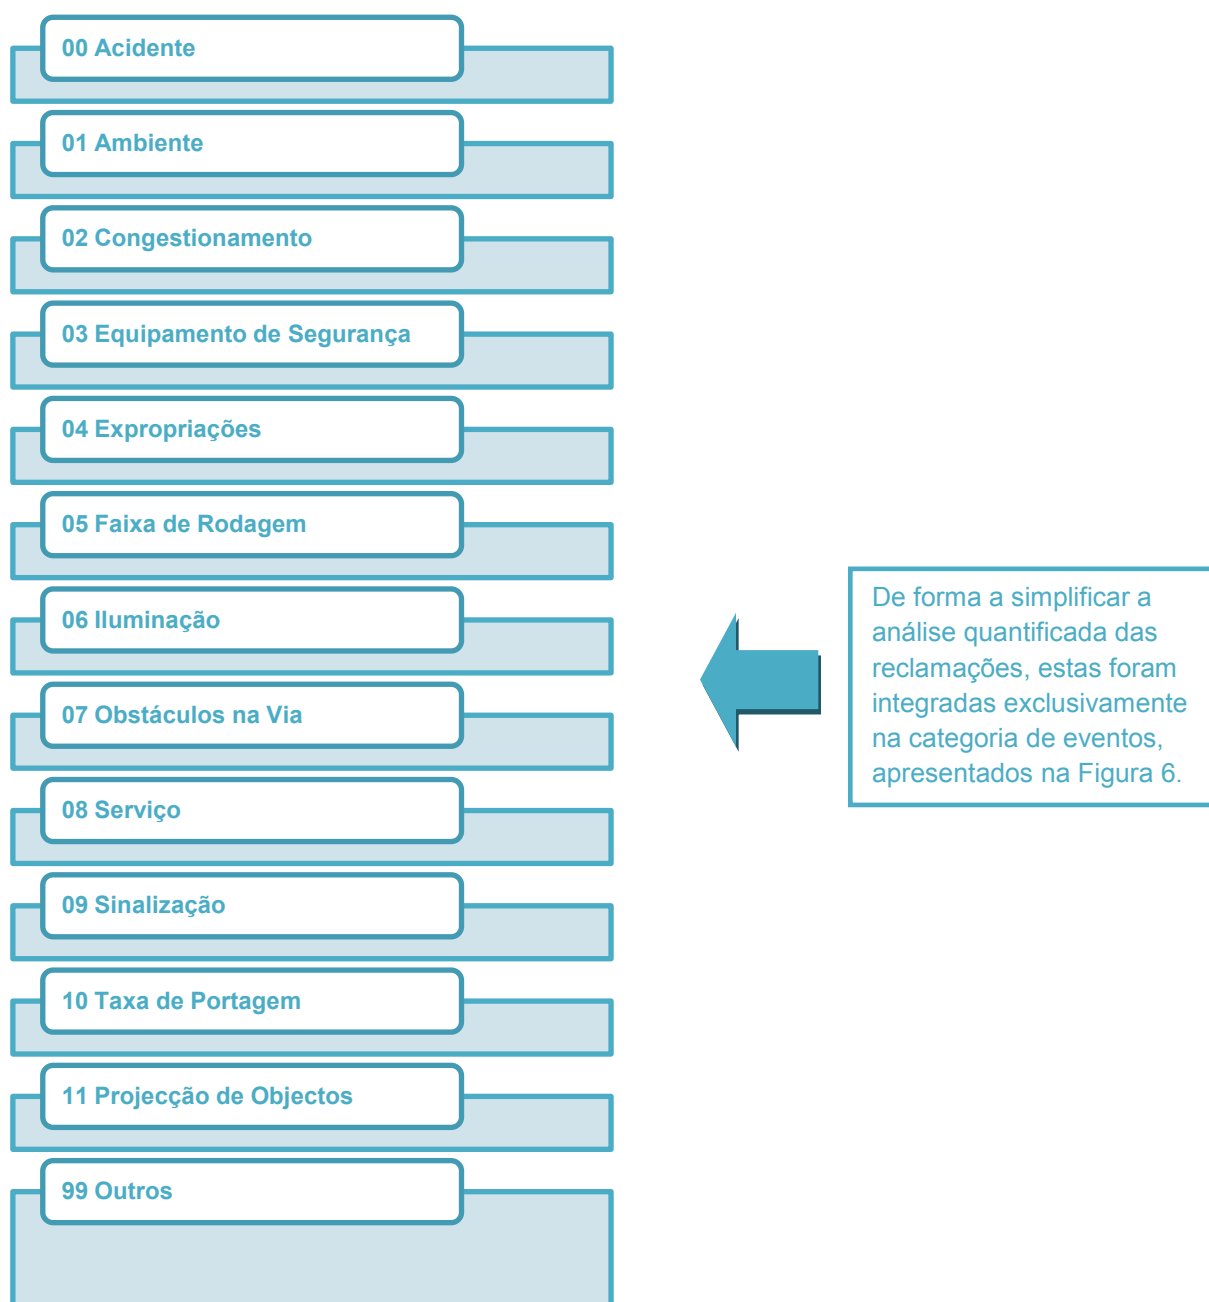 00 Acidente
01 Ambiente
02 Congestionamento
03 Equipamento de Segurança
04 Expropriações
05 Faixa de Rodagem
06 Iluminação
07 Obstáculos na Via
08 Serviço
09 Sinalização
10 Taxa de Portagem
11 Projecção de Objectos
99 Outros
De forma a simplificar a
análise quantificada das
reclamações, estas foram
integradas exclusivamente
na categoria de eventos,
apresentados na Figura 6.